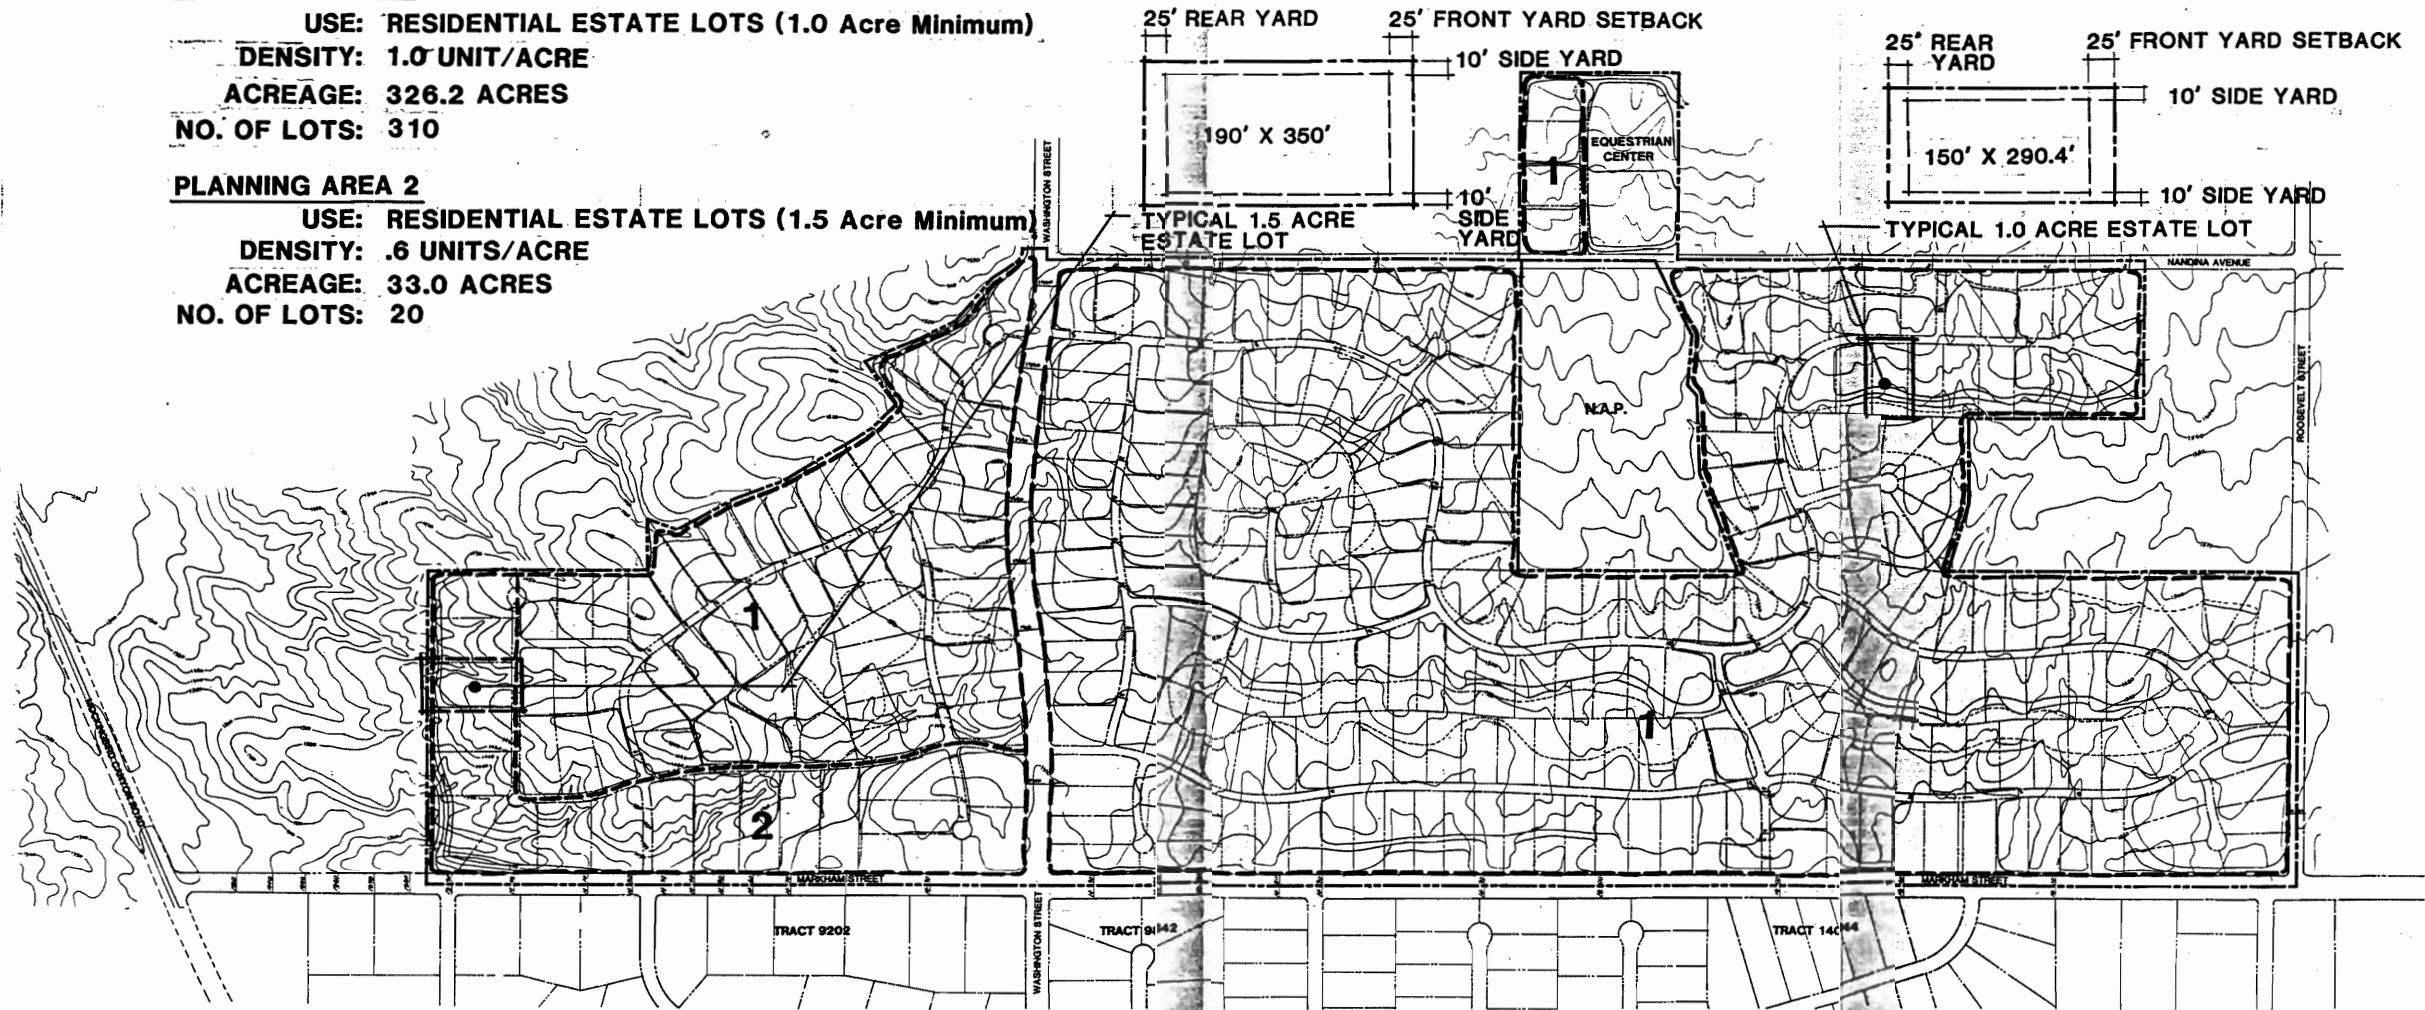 USE: RESIDENTIAL ESTATE LOTS (1.0 Acre Minimum)
DENSITY: 1.0 UNIT/ACRE
ACREAGE: 326.2 ACRES
NO. OF LOTS: 310
PLANNING AREA 2
USE: RESIDENTIAL ESTATE LOTS (1.5 Acre Minimum)
DENSITY: .6 UNITS/ACRE
ACREAGE: 33.0 ACRES
NO. OF LOTS: 20
25' REAR YARD
25' FRONT YARD SETBACK
10' SIDE YARD
190' X 350'
10'
SIDE
YARD
TYPICAL 1.5 ACRE
ESTATE LOT
1
EQUESTRIAN
CENTER
25' REAR
YARD
25' FRONT YARD SETBACK
10' SIDE YARD
150' X 290.4'
10' SIDE YARD
TYPICAL 1.0 ACRE ESTATE LOT
WASHINGTON STREET
NANDINA AVENUE
ROOSEVELT STREET
N.A.P.
1
1
2
MOCKINGBIRD CANYON ROAD
MARKHAM STREET
MARKHAM STREET
WASHINGTON STREET
TRACT 9202